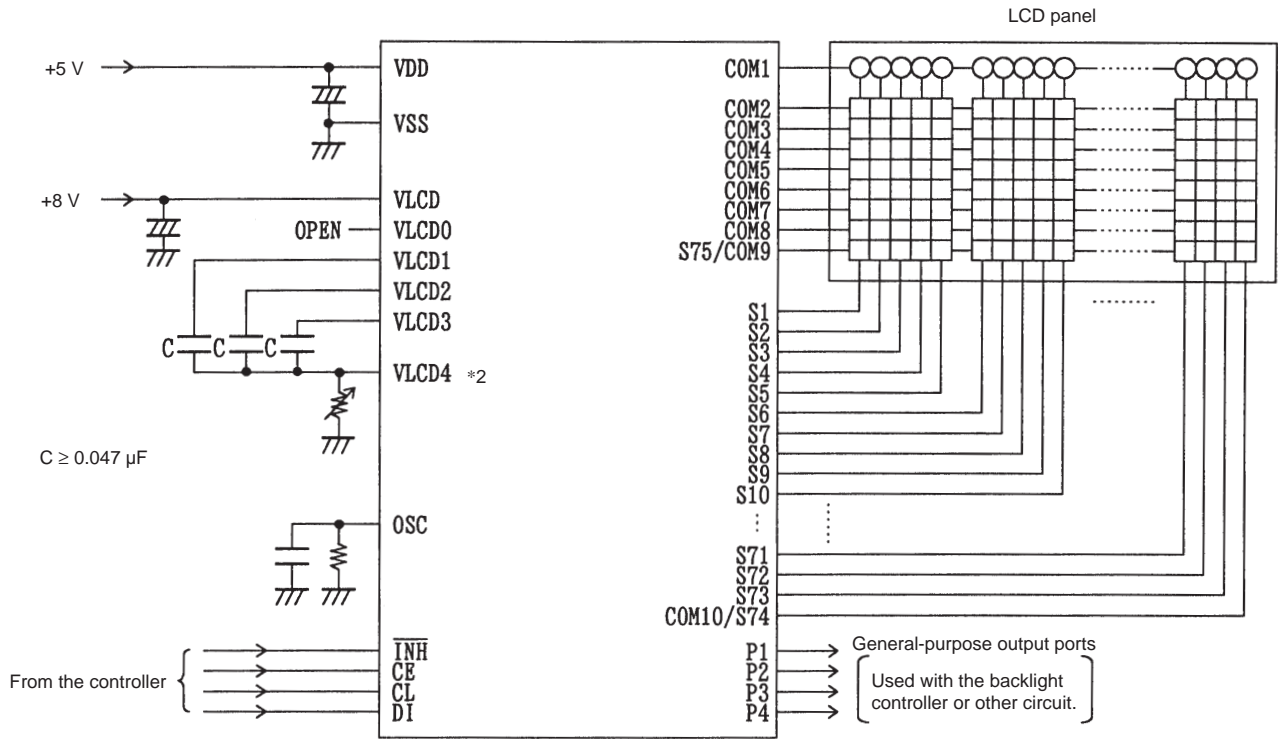 LCD panel
+5 V
VDD
VSS
+8 V
VLCD
OPEN
VLCD0
VLCD1
VLCD2
VLCD3
C
C
C
VLCD4 *2
C ≥ 0.047 µF
OSC
From the controller
INH
CE
CL
DI
COM1
COM2
COM3
COM4
COM5
COM6
COM7
COM8
S75/COM9
S1
S2
S3
S4
S5
S6
S7
S8
S9
S10
S71
S72
S73
COM10/S74
P1
P2
P3
P4
General-purpose output ports
Used with the backlight
controller or other circuit.